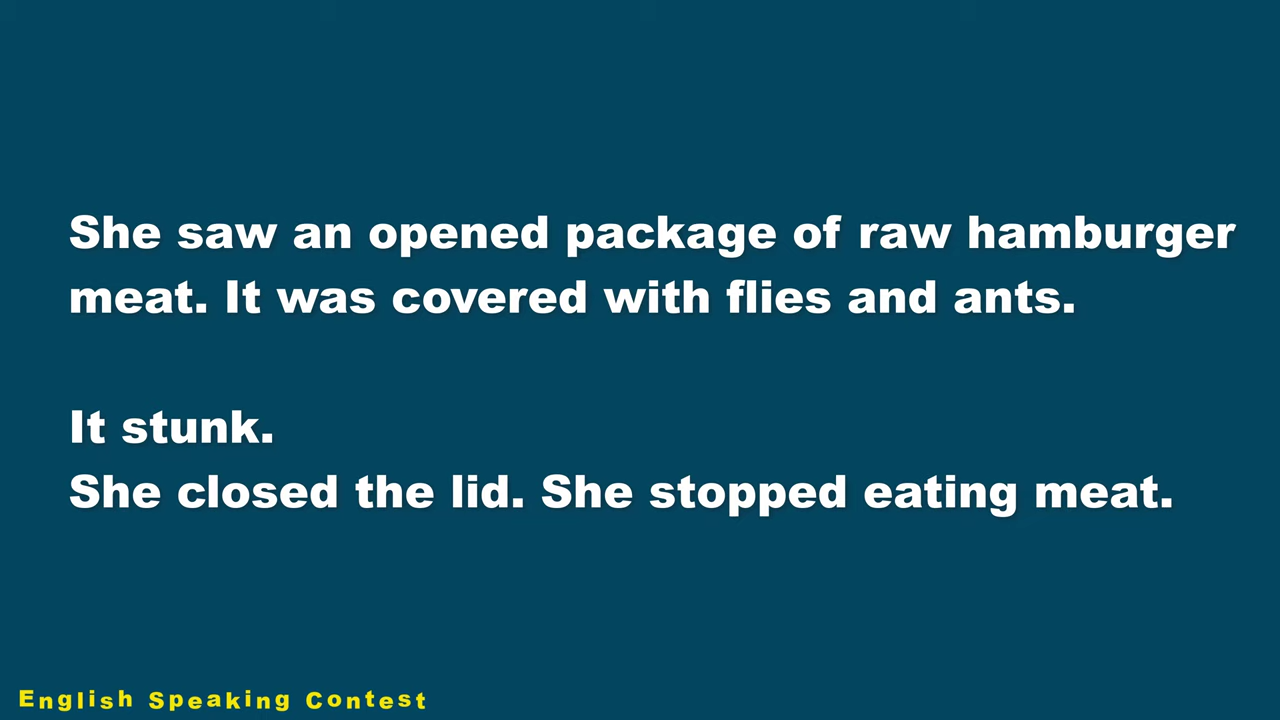 She saw an opened package of raw hamburger
meat. It was covered with flies and ants.
It stunk.
She closed the lid. She stopped eating meat.
English Speaking Contest